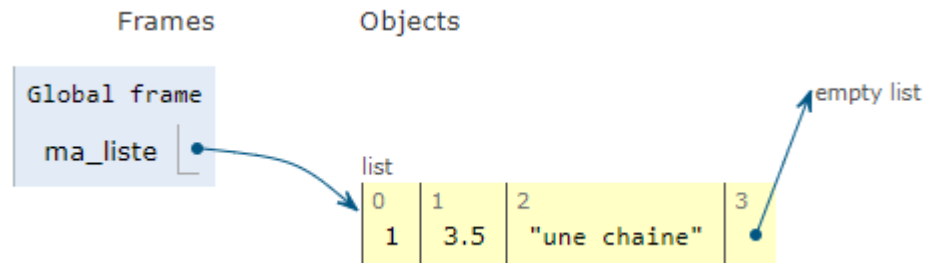 Frames Objects
Global frame
empty list
ma_liste
list
0 1 2 3
1 3.5 "une chaine"